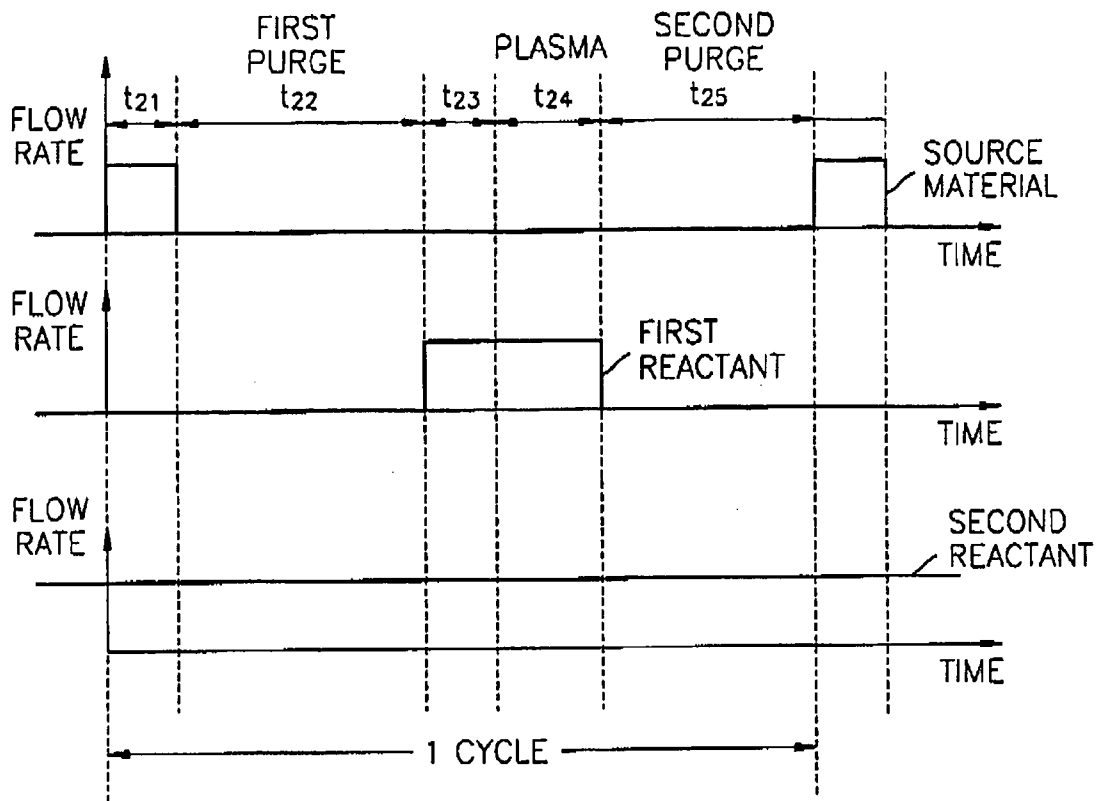 FIRST
PURGE
t22
PLASMA
SECOND
PURGE
t25
t21
t23
t24
FLOW
RATE
SOURCE
MATERIAL
TIME
FLOW
RATE
FIRST
REACTANT
TIME
FLOW
RATE
SECOND
REACTANT
TIME
1 CYCLE